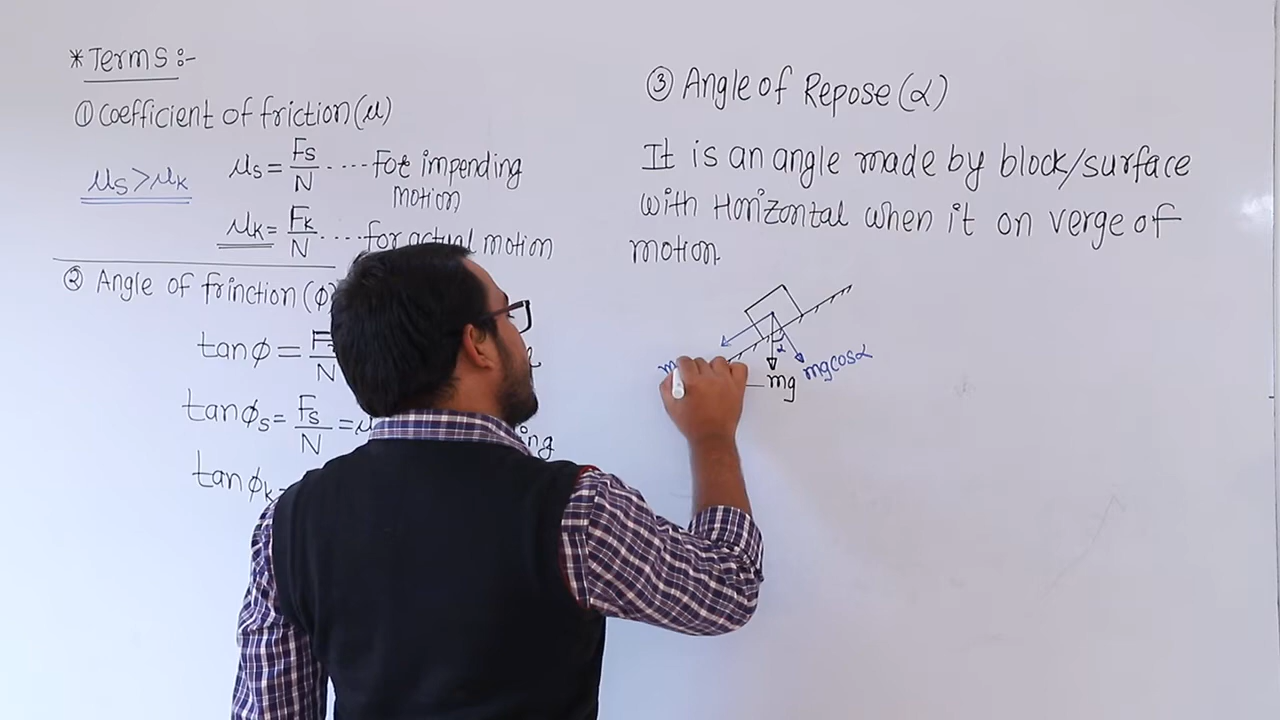 * Terms :-
① Coefficient of friction (μ)
μs > μk
μs = Fs/N ···· For impending
motion
μk = Fk/N ···· for actual motion
② Angle of frinction (ϕ)
tanϕ =
N
tanϕs = Fs/N = μ
ing
tanϕk =
③ Angle of Repose (α)
It is an angle made by block/surface
with Horizontal when it on verge of
motion.
α
mgcosα
m
mg